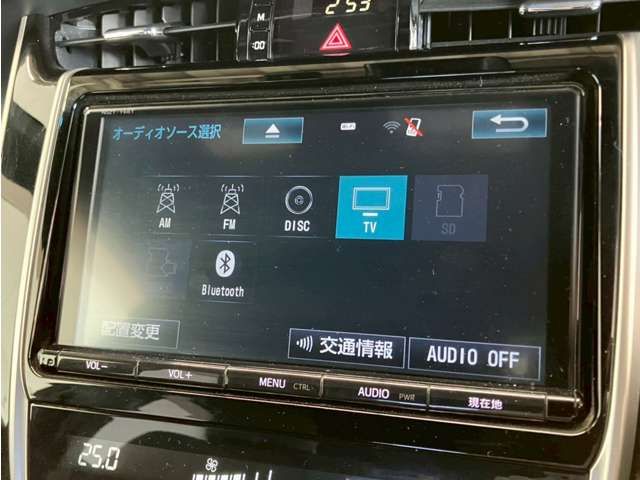 2:53
M
:00
オーディオソース選択
Wi-Fi
AM
FM
DISC
TV
SD
Bluetooth
配置変更
交通情報
AUDIO OFF
VOL−
VOL+
MENU CTRL
AUDIO PWR
現在地
25.0